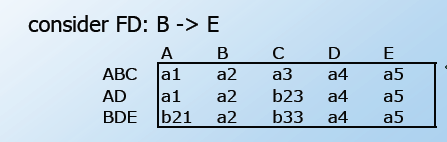 consider FD: B -> E
A B C D E
ABC a1 a2 a3 a4 a5
AD a1 a2 b23 a4 a5
BDE b21 a2 b33 a4 a5